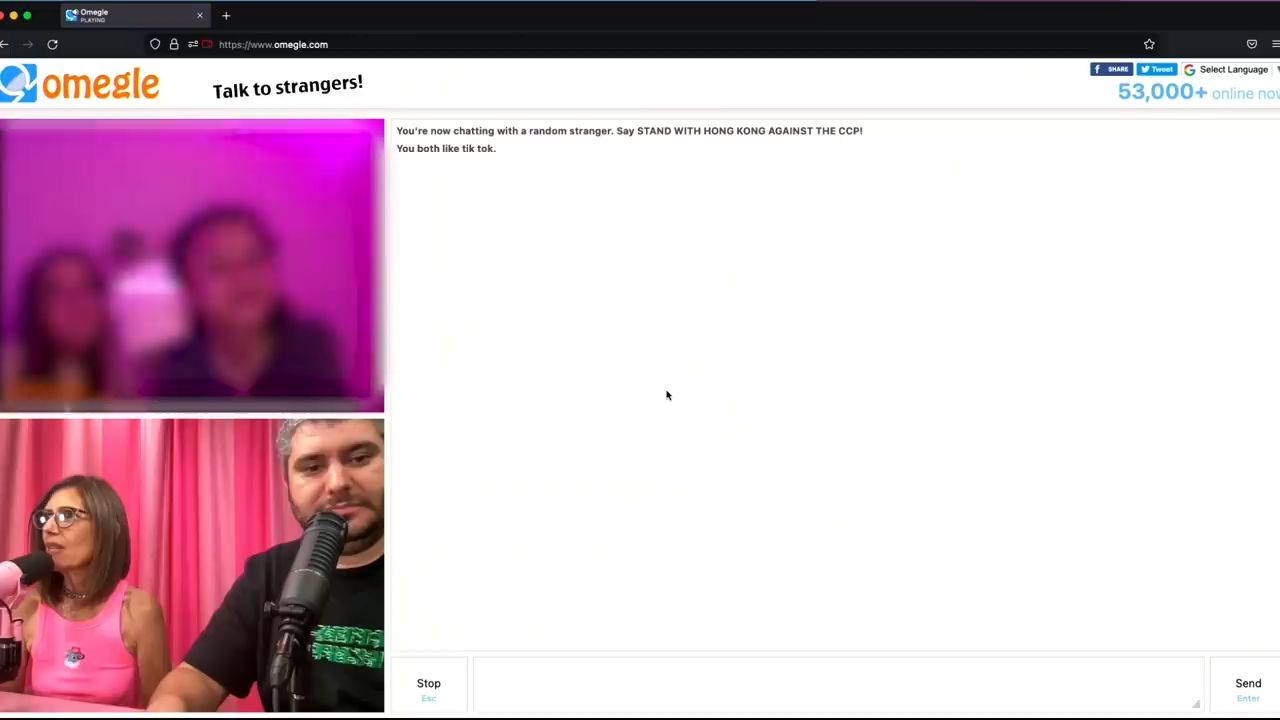 Omegle
PLAYING
https://www.omegle.com
omegle
Talk to strangers!
SHARE
Tweet
Select Language
53,000+ online now
You're now chatting with a random stranger. Say STAND WITH HONG KONG AGAINST THE CCP!
You both like tik tok.
Stop
Esc
Send
Enter